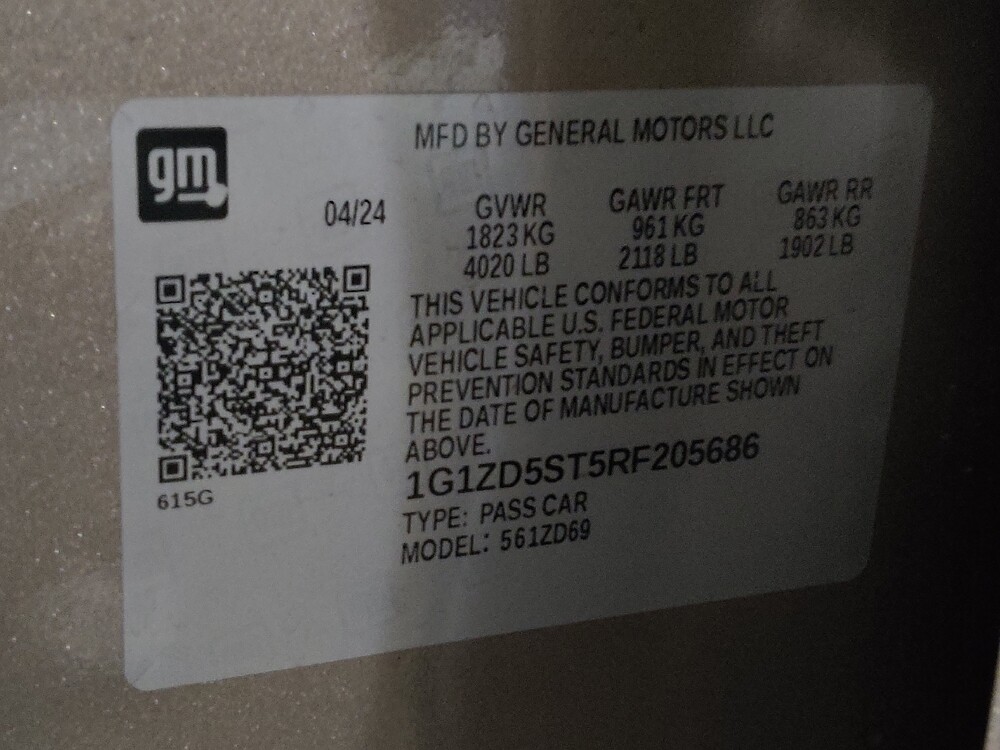 gm
MFD BY GENERAL MOTORS LLC
04/24
GVWR GAWR FRT GAWR RR
1823 KG 961 KG 863 KG
4020 LB 2118 LB 1902 LB
THIS VEHICLE CONFORMS TO ALL
APPLICABLE U.S. FEDERAL MOTOR
VEHICLE SAFETY, BUMPER, AND THEFT
PREVENTION STANDARDS IN EFFECT ON
THE DATE OF MANUFACTURE SHOWN
ABOVE.
1G1ZD5ST5RF205686
615G
TYPE: PASS CAR
MODEL: 561ZD69